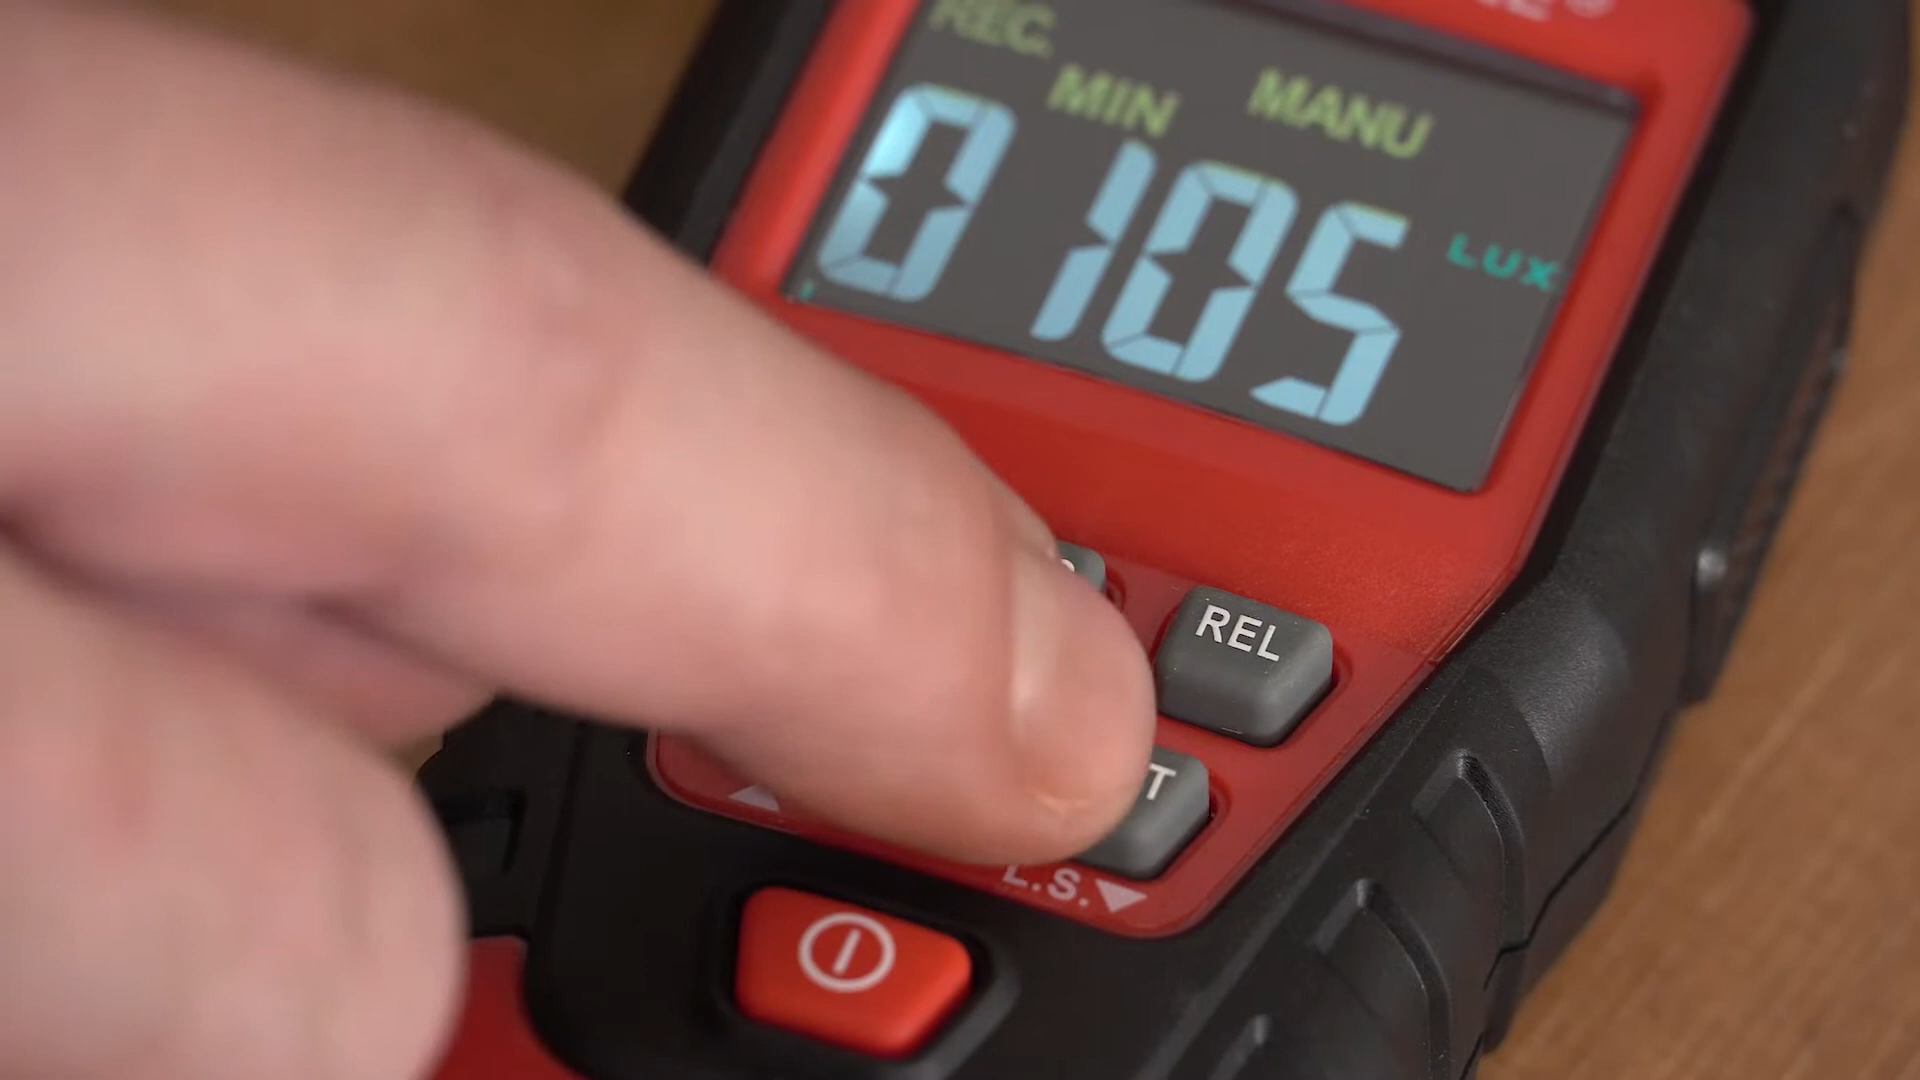 REC.
MIN MANU
0105 LUX
REL
T
L.S.